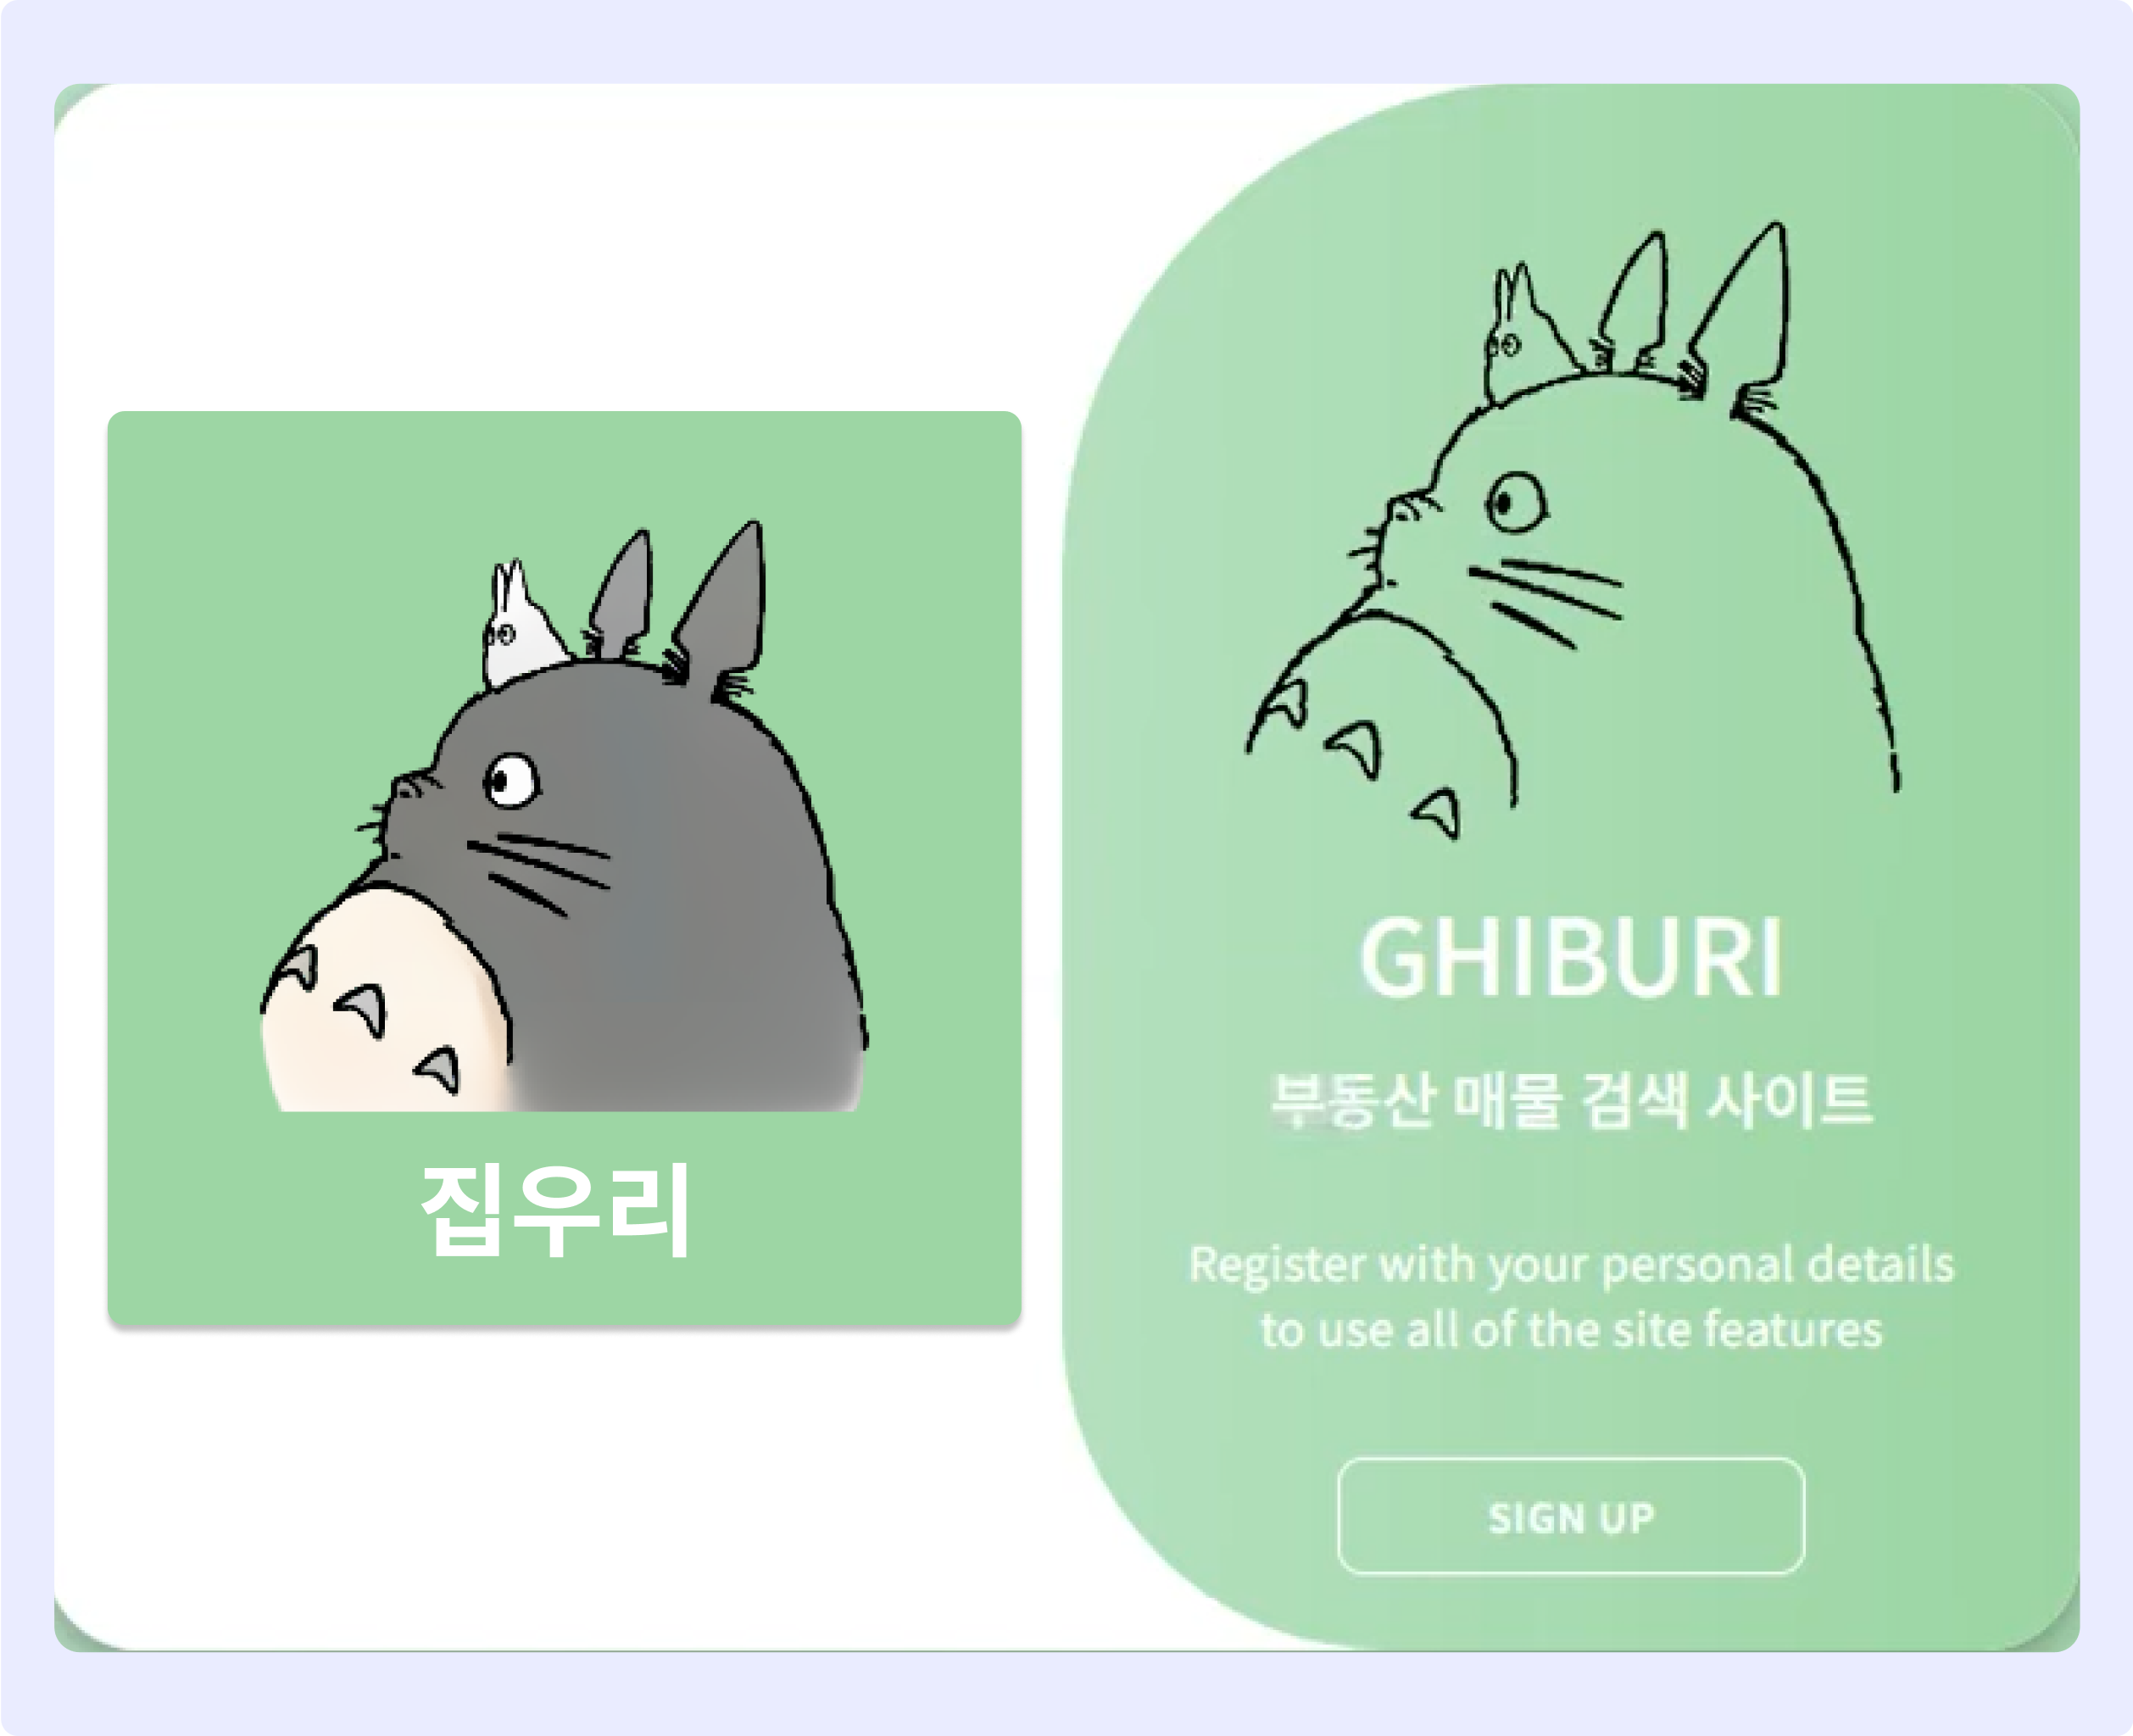 집우리
GHIBURI
부동산 매물 검색 사이트
Register with your personal details
to use all of the site features
SIGN UP